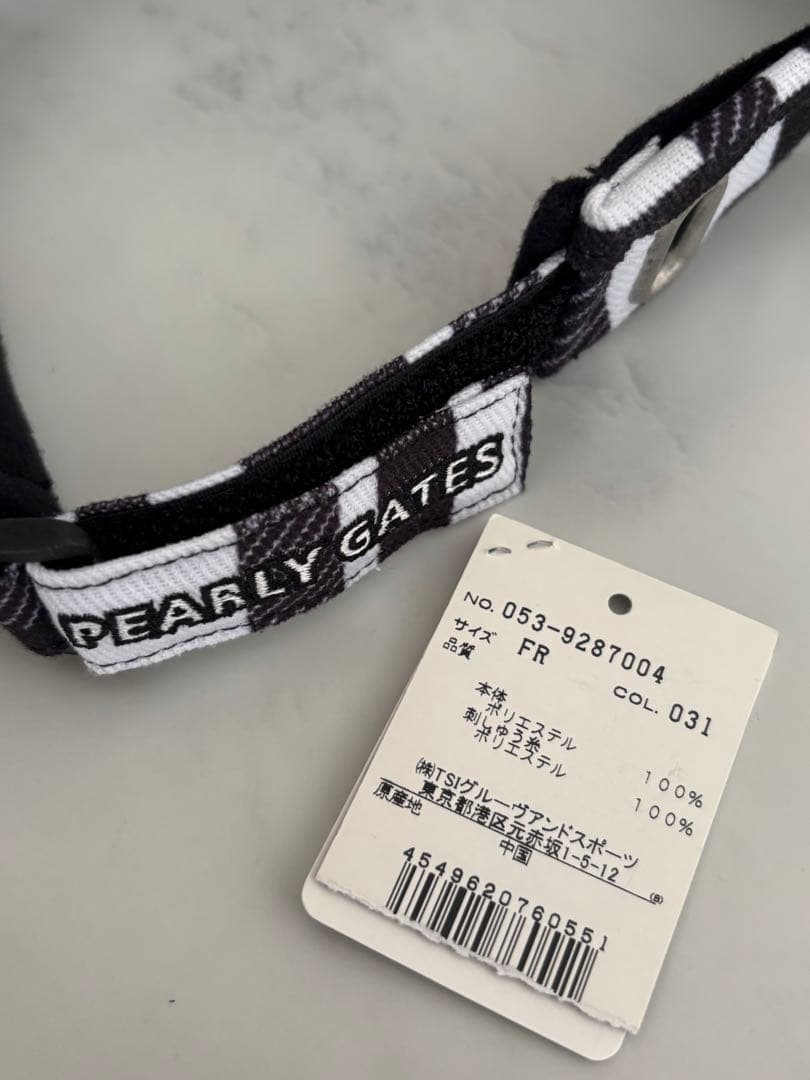 PEARLY GATES
NO. 053-9287004
サイズ FR COL. 031
品質
本体
ポリエステル 100%
刺しゅう糸
ポリエステル 100%
(株)TSIグルーヴアンドスポーツ
東京都港区元赤坂1-5-12
原産地 中国
(B)
4549620760551